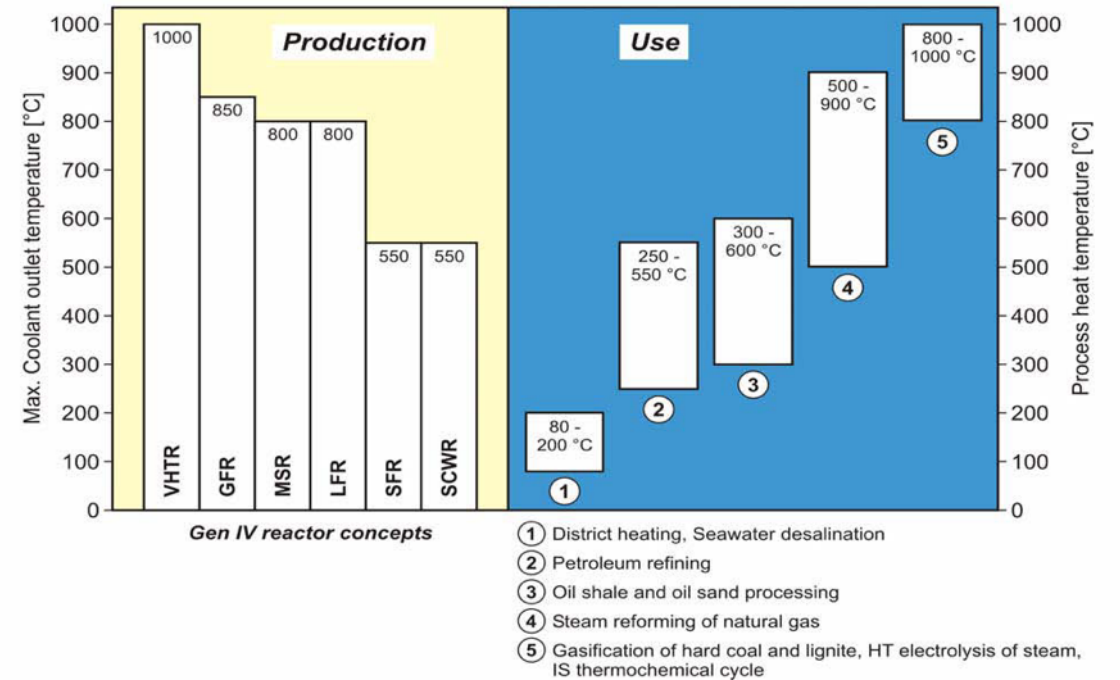 Production
Use
Max. Coolant outlet temperature [°C]
1000
900
800
700
600
500
400
300
200
100
0
1000
850
800
800
550
550
VHTR
GFR
MSR
LFR
SFR
SCWR
Gen IV reactor concepts
80 -
200 °C
1
250 -
550 °C
2
300 -
600 °C
3
500 -
900 °C
4
800 -
1000 °C
5
1000
900
800
700
600
500
400
300
200
100
0
Process heat temperature [°C]
1 District heating, Seawater desalination
2 Petroleum refining
3 Oil shale and oil sand processing
4 Steam reforming of natural gas
5 Gasification of hard coal and lignite, HT electrolysis of steam,
IS thermochemical cycle